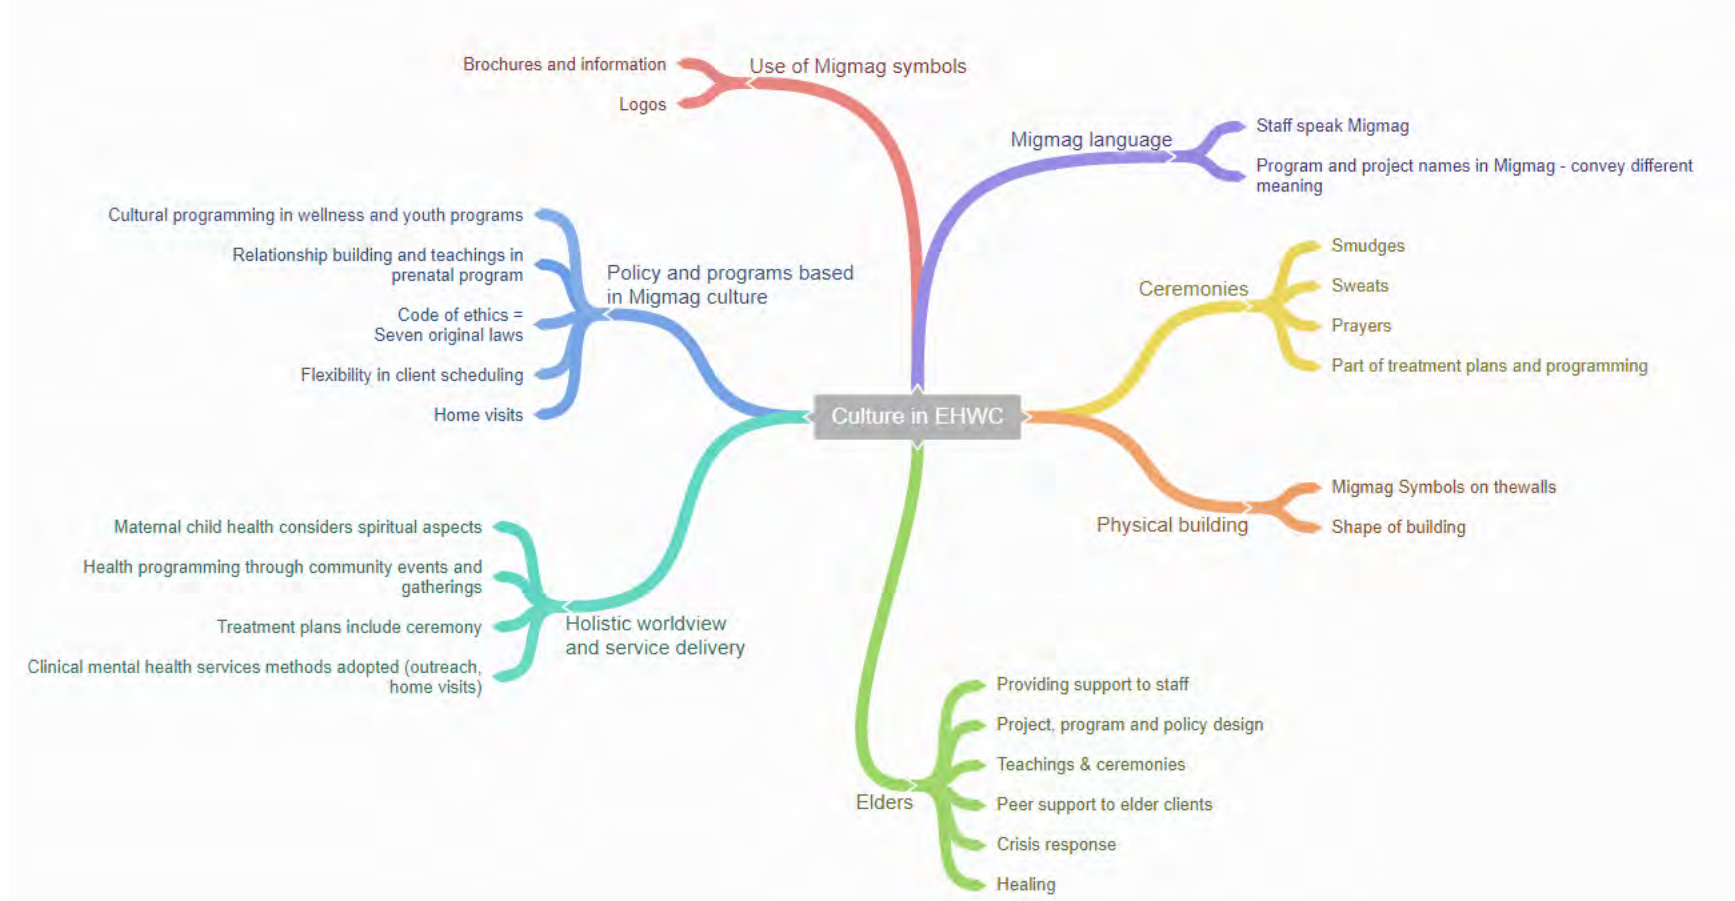 Use of Migmag symbols
Brochures and information
Logos
Migmag language
Staff speak Migmag
Program and project names in Migmag - convey different
meaning
Cultural programming in wellness and youth programs
Relationship building and teachings in
prenatal program
Code of ethics =
Seven original laws
Flexibility in client scheduling
Home visits
Policy and programs based
in Migmag culture
Ceremonies
Smudges
Sweats
Prayers
Part of treatment plans and programming
Culture in EHWC
Physical building
Migmag Symbols on thewalls
Shape of building
Maternal child health considers spiritual aspects
Health programming through community events and
gatherings
Treatment plans include ceremony
Clinical mental health services methods adopted (outreach,
home visits)
Holistic worldview
and service delivery
Elders
Providing support to staff
Project, program and policy design
Teachings & ceremonies
Peer support to elder clients
Crisis response
Healing